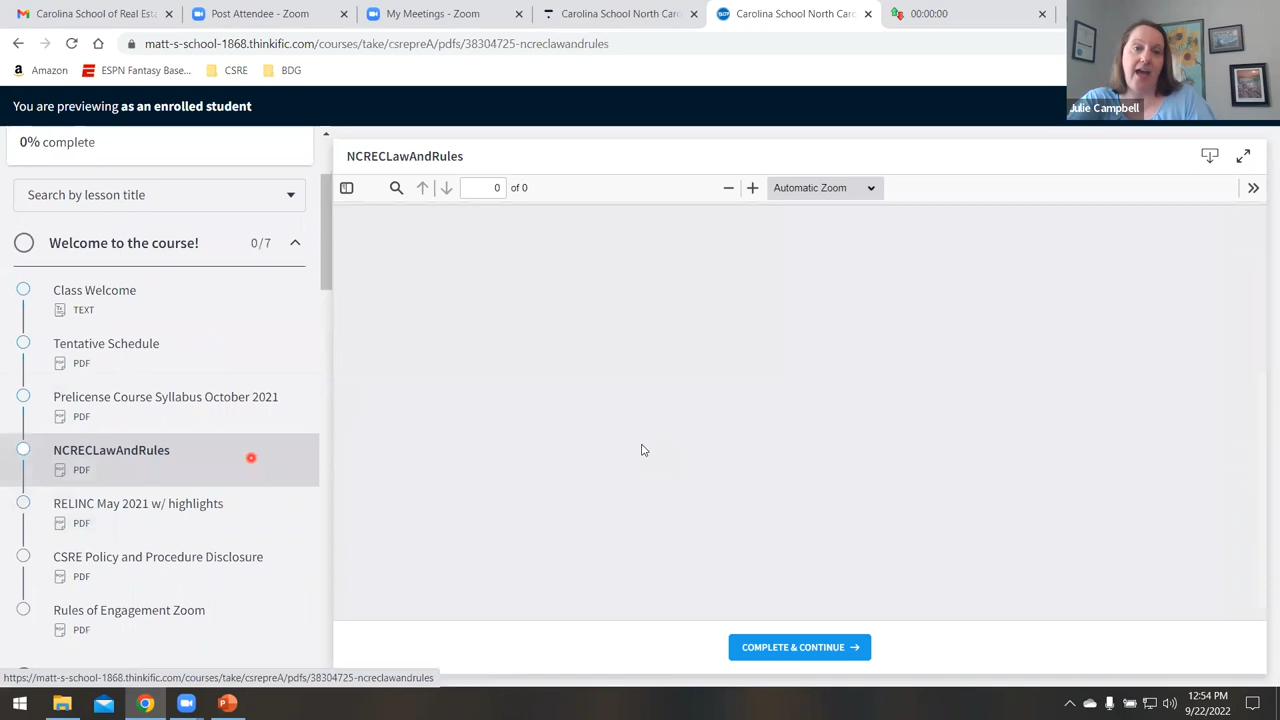 Carolina School of Real Esta
Post Attendee - Zoom
My Meetings - Zoom
Carolina School North Caro
Carolina School North Caro
00:00:00
matt-s-school-1868.thinkific.com/courses/take/csrepreA/pdfs/38304725-ncreclawandrules
Amazon
ESPN Fantasy Base...
CSRE
BDG
Julie Campbell
You are previewing as an enrolled student
0% complete
Search by lesson title
Welcome to the course!
0/7
Class Welcome
TEXT
Tentative Schedule
PDF
Prelicense Course Syllabus October 2021
PDF
NCRECLawAndRules
PDF
RELINC May 2021 w/ highlights
PDF
CSRE Policy and Procedure Disclosure
PDF
Rules of Engagement Zoom
PDF
NCRECLawAndRules
0 of 0
Automatic Zoom
COMPLETE & CONTINUE
https://matt-s-school-1868.thinkific.com/courses/take/csrepreA/pdfs/38304725-ncreclawandrules
12:54 PM
9/22/2022